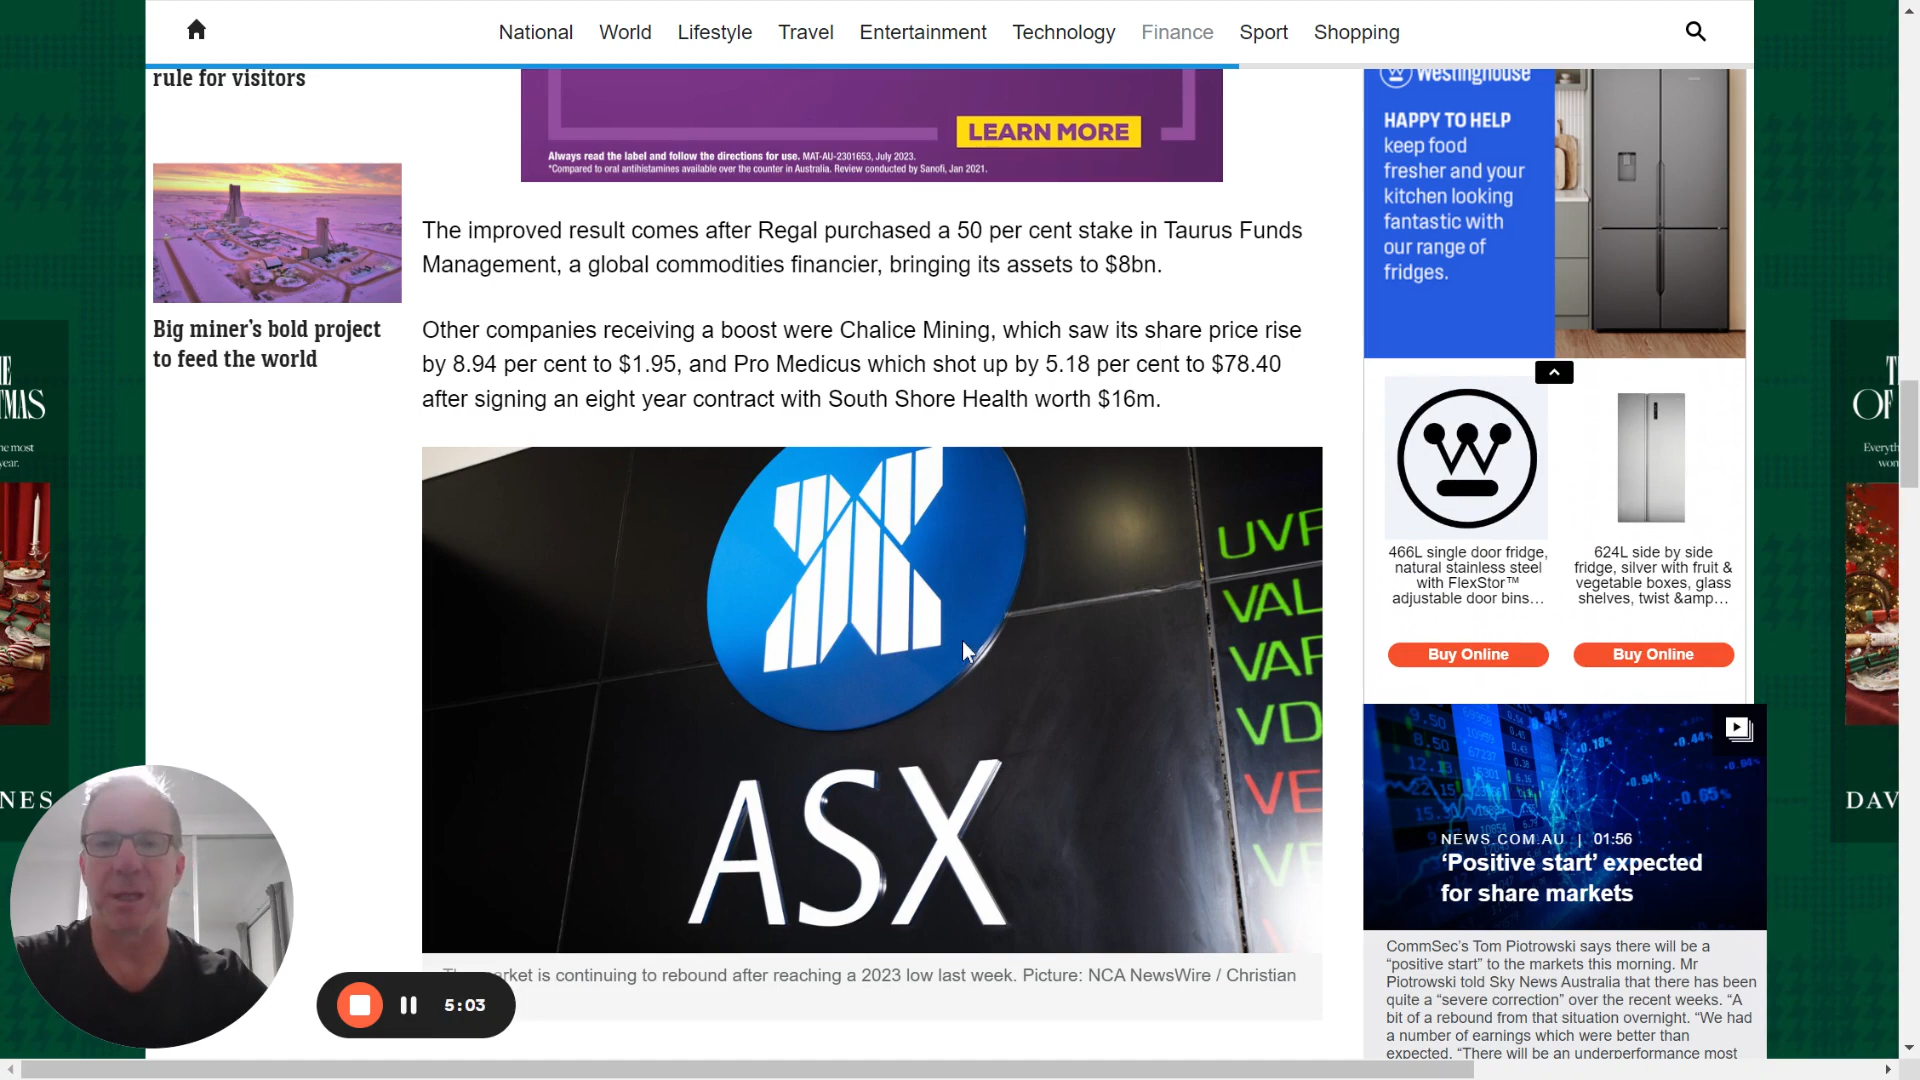 National World Lifestyle Travel Entertainment Technology Finance Sport Shopping
rule for visitors
LEARN MORE
Always read the label and follow the directions for use. MAT-AU-2301653, July 2023.
*Compared to oral antihistamines available over the counter in Australia. Review conducted by Sanofi, Jan 2021.
Big miner's bold project
to feed the world
The improved result comes after Regal purchased a 50 per cent stake in Taurus Funds
Management, a global commodities financier, bringing its assets to $8bn.
Other companies receiving a boost were Chalice Mining, which saw its share price rise
by 8.94 per cent to $1.95, and Pro Medicus which shot up by 5.18 per cent to $78.40
after signing an eight year contract with South Shore Health worth $16m.
ASX
UVF
VAL
VAF
VD
VE
VE
market is continuing to rebound after reaching a 2023 low last week. Picture: NCA NewsWire / Christian
5:03
Westinghouse
HAPPY TO HELP
keep food
fresher and your
kitchen looking
fantastic with
our range of
fridges.
466L single door fridge,
natural stainless steel
with FlexStor™
adjustable door bins...
Buy Online
624L side by side
fridge, silver with fruit &
vegetable boxes, glass
shelves, twist &amp...
Buy Online
NEWS.COM.AU | 01:56
'Positive start' expected
for share markets
CommSec's Tom Piotrowski says there will be a
"positive start" to the markets this morning. Mr
Piotrowski told Sky News Australia that there has been
quite a "severe correction" over the recent weeks. "A
bit of a rebound from that situation overnight. "We had
a number of earnings which were better than
expected. "There will be an underperformance most